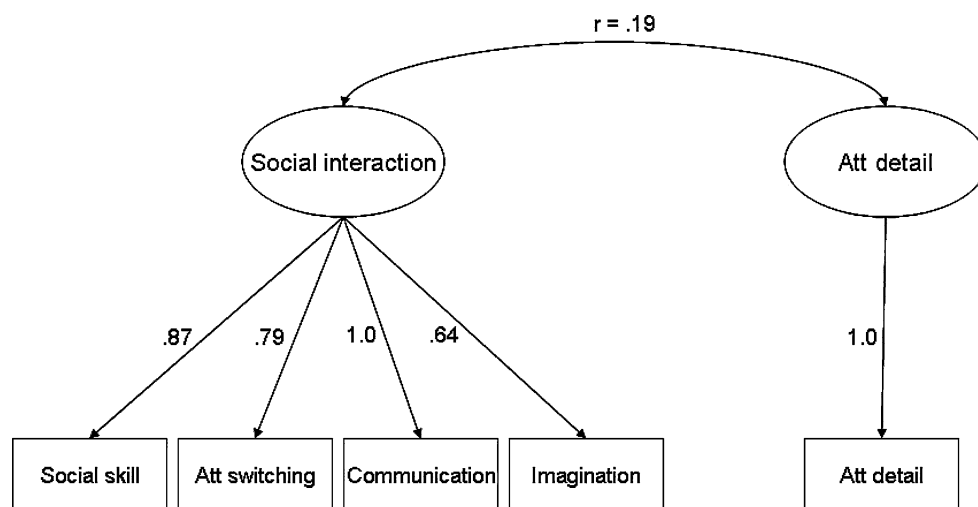 r = .19
Social interaction
Att detail
.87
.79
1.0
.64
1.0
Social skill
Att switching
Communication
Imagination
Att detail